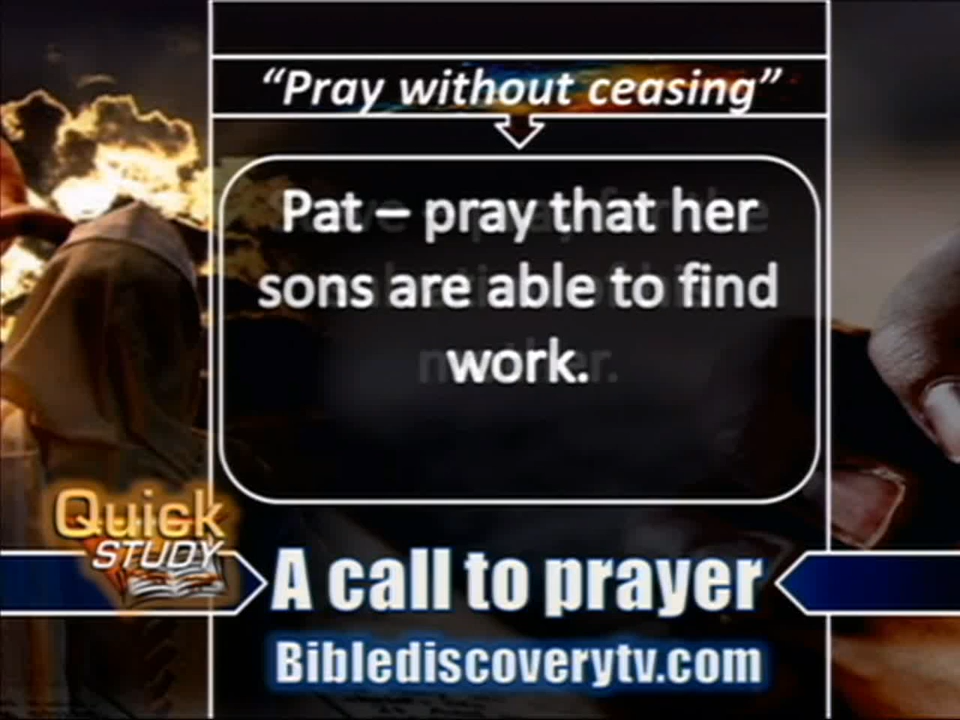 “Pray without ceasing”
Pat – pray that her
sons are able to find
work.
Quick
STUDY
A call to prayer
Biblediscoverytv.com